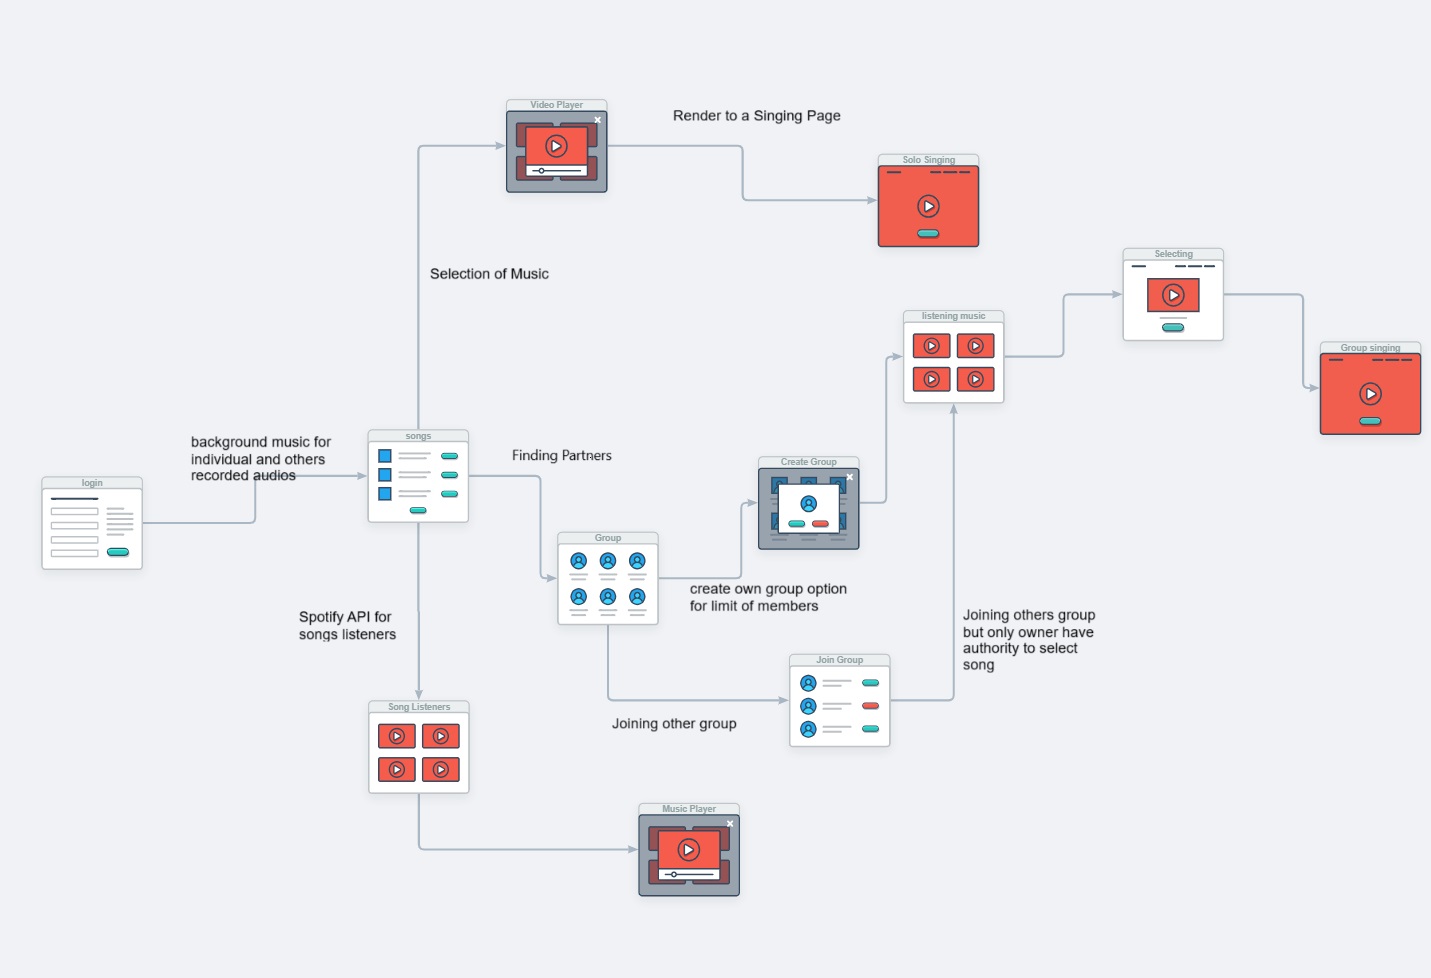 Video Player
Render to a Singing Page
Solo Singing
Selecting
Selection of Music
listening music
Group singing
songs
background music for
individual and others
recorded audios
Finding Partners
Create Group
login
Group
create own group option
for limit of members
Spotify API for
songs listeners
Joining others group
but only owner have
authority to select
song
Join Group
Song Listeners
Joining other group
Music Player